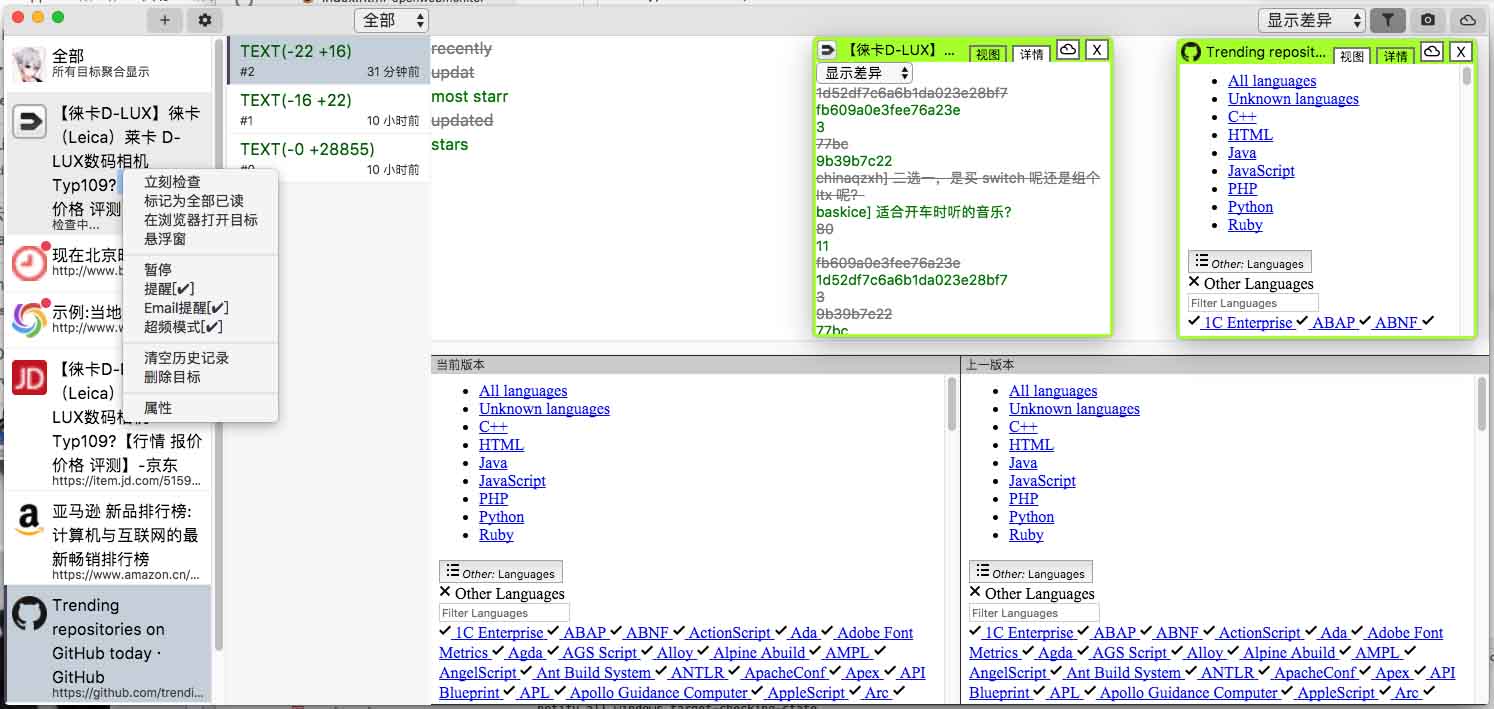 全部
显示差异
全部
所有目标聚合显示
【徕卡D-LUX】徕卡
（Leica）莱卡 D-
LUX数码相机
Typ109?
价格 评测
检查中...
现在北京时
http://www.b
示例:当地
http://www.w
【徕卡D-L
（Leica）
LUX数码相机
Typ109?【行情 报价
价格 评测】-京东
https://item.jd.com/5159...
亚马逊 新品排行榜:
计算机与互联网的最
新畅销排行榜
https://www.amazon.cn/...
Trending
repositories on
GitHub today ·
GitHub
https://github.com/trendi...
立刻检查
标记为全部已读
在浏览器打开目标
悬浮窗
暂停
提醒[✔]
Email提醒[✔]
超频模式[✔]
清空历史记录
删除目标
属性
TEXT(-22 +16)
#2 31 分钟前
TEXT(-16 +22)
#1 10 小时前
TEXT(-0 +28855)
#0 10 小时前
recently
updat
most starr
updated
stars
【徕卡D-LUX】... 视图 详情 X
显示差异
1d52df7c6a6b1da023e28bf7
fb609a0e3fee76a23e
3
77bc
9b39b7c22
chinaqzxh] 二选一，是买 switch 呢还是组个
Itx 呢?
baskice] 适合开车时听的音乐?
80
11
fb609a0e3fee76a23e
1d52df7c6a6b1da023e28bf7
3
9b39b7c22
77bc
Trending reposit... 视图 详情 X
All languages
Unknown languages
C++
HTML
Java
JavaScript
PHP
Python
Ruby
Other: Languages
✕ Other Languages
Filter Languages
✔ 1C Enterprise ✔ ABAP ✔ ABNF ✔
当前版本
All languages
Unknown languages
C++
HTML
Java
JavaScript
PHP
Python
Ruby
Other: Languages
✕ Other Languages
Filter Languages
✔ 1C Enterprise ✔ ABAP ✔ ABNF ✔ ActionScript ✔ Ada ✔ Adobe Font
Metrics ✔ Agda ✔ AGS Script ✔ Alloy ✔ Alpine Abuild ✔ AMPL ✔
AngelScript ✔ Ant Build System ✔ ANTLR ✔ ApacheConf ✔ Apex ✔ API
Blueprint ✔ APL ✔ Apollo Guidance Computer ✔ AppleScript ✔ Arc ✔
上一版本
All languages
Unknown languages
C++
HTML
Java
JavaScript
PHP
Python
Ruby
Other: Languages
✕ Other Languages
Filter Languages
✔ 1C Enterprise ✔ ABAP ✔ ABNF ✔ ActionScript ✔ Ada ✔ Adobe Font
Metrics ✔ Agda ✔ AGS Script ✔ Alloy ✔ Alpine Abuild ✔ AMPL ✔
AngelScript ✔ Ant Build System ✔ ANTLR ✔ ApacheConf ✔ Apex ✔ API
Blueprint ✔ APL ✔ Apollo Guidance Computer ✔ AppleScript ✔ Arc ✔